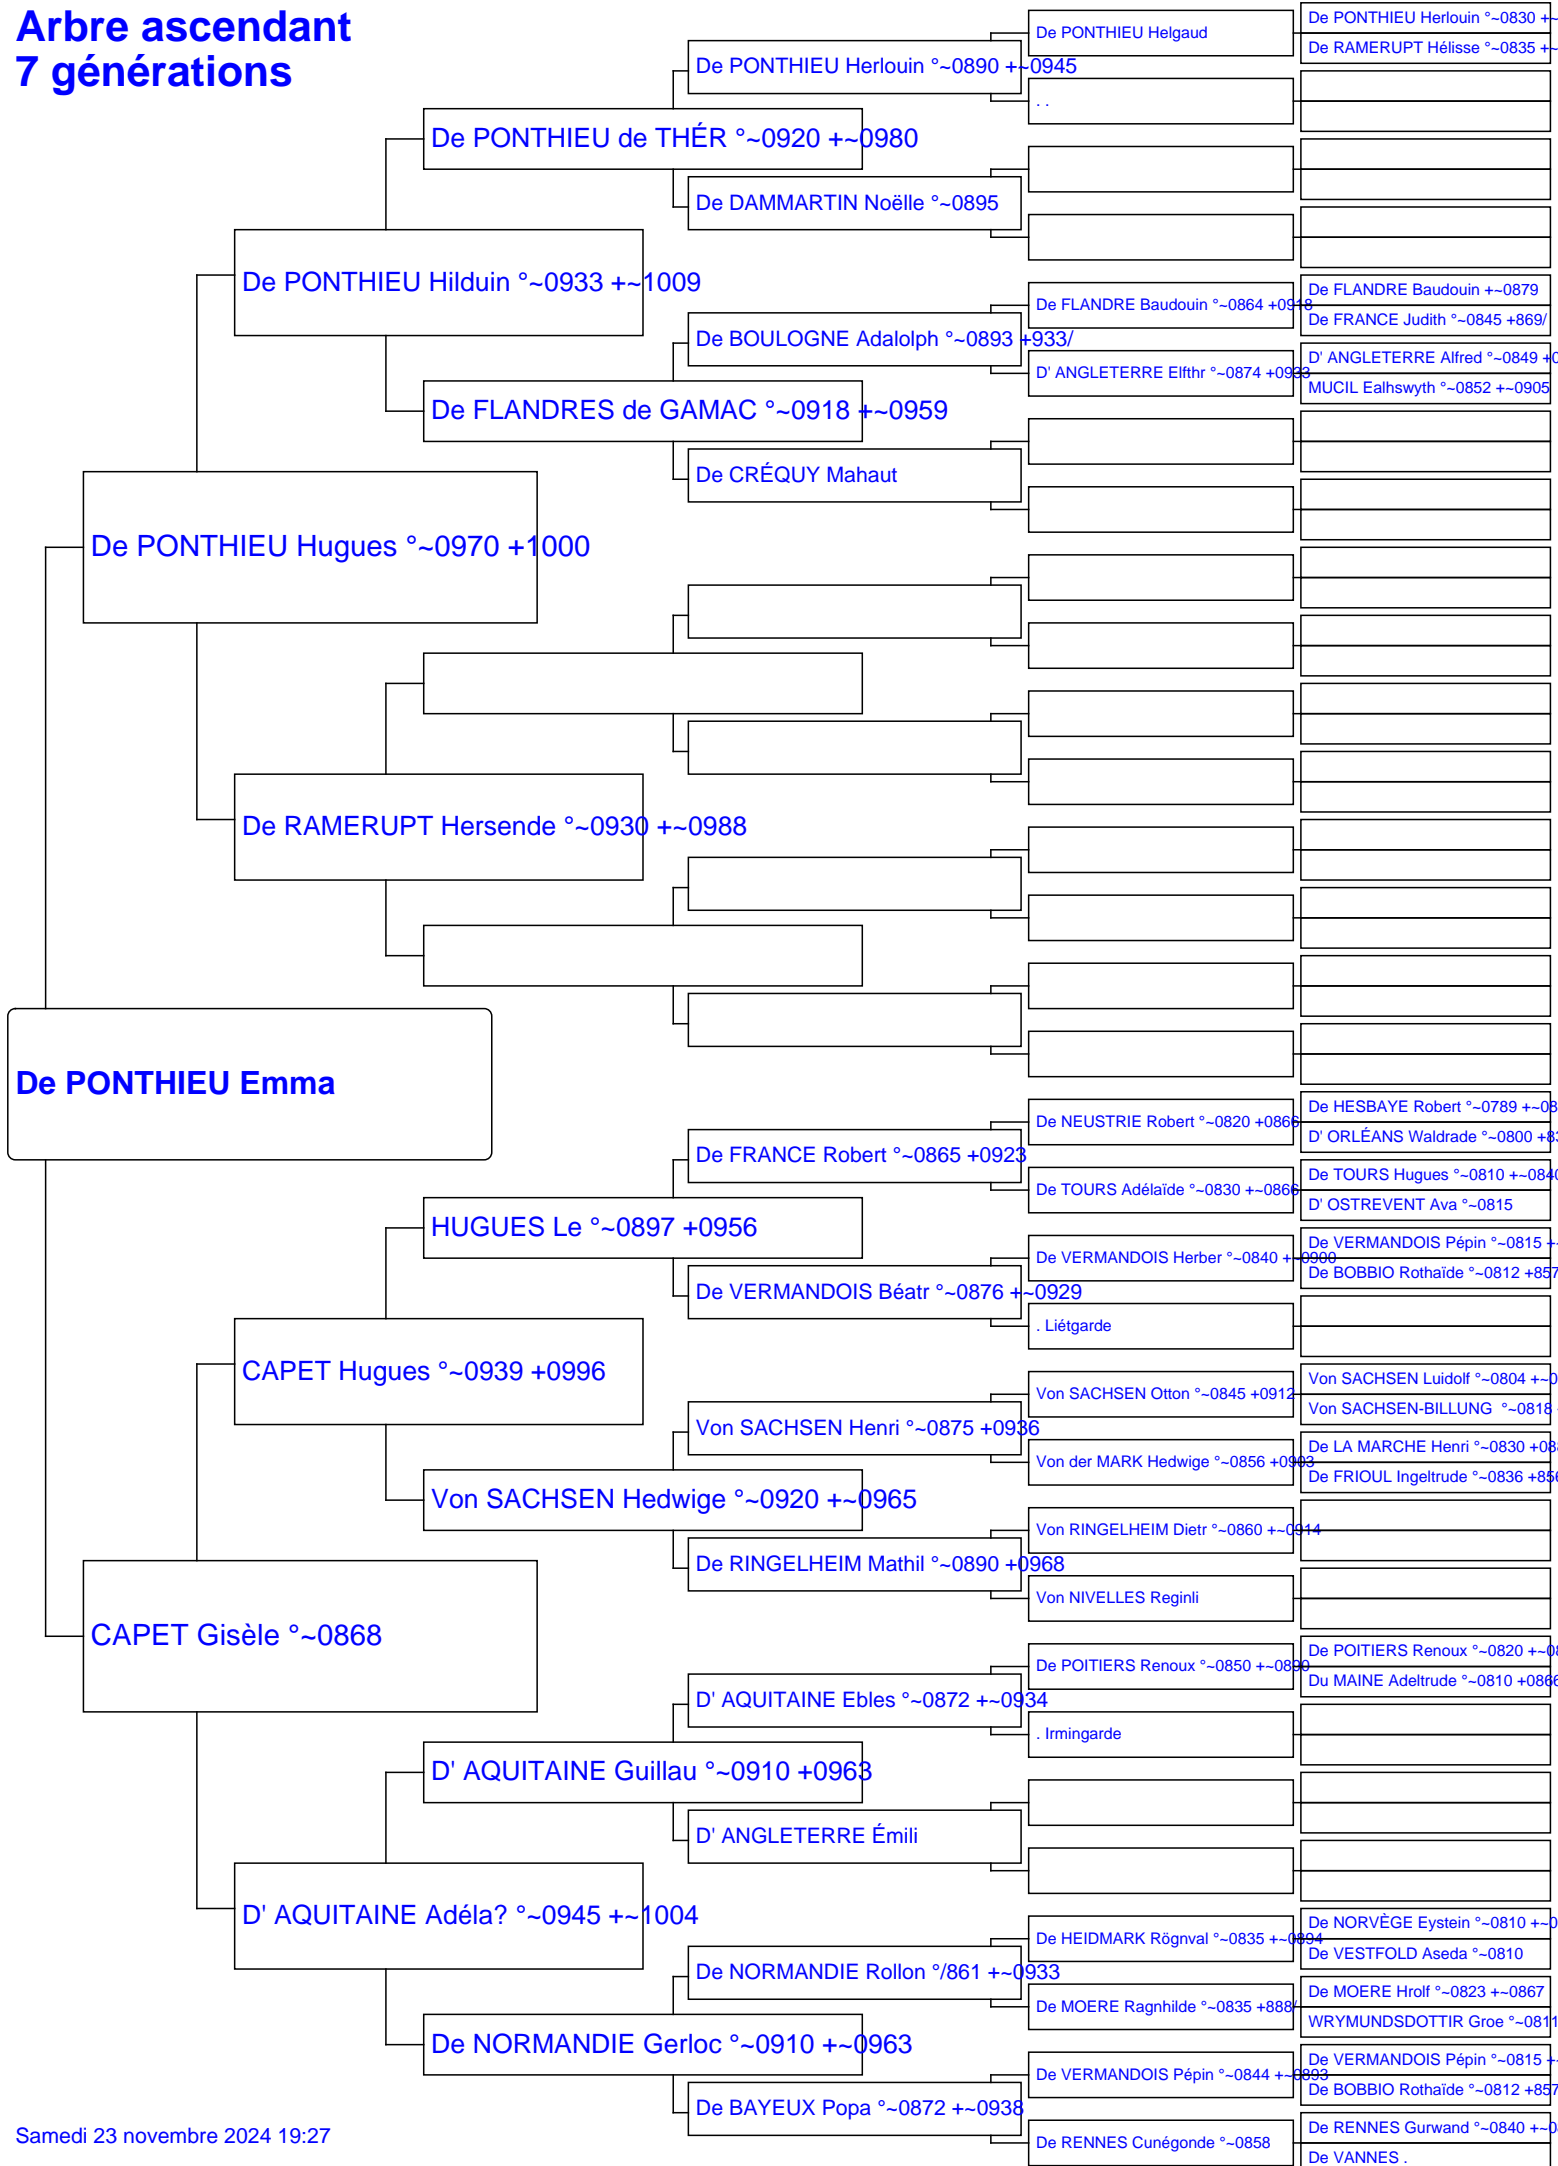 Arbre ascendant
7 générations
De PONTHIEU Emma
De PONTHIEU Hugues °~0970 +1000
CAPET Gisèle °~0868
De PONTHIEU Hilduin °~0933 +~1009
De RAMERUPT Hersende °~0930 +~0988
CAPET Hugues °~0939 +0996
D' AQUITAINE Adéla? °~0945 +~1004
De PONTHIEU de THÉR °~0920 +~0980
De FLANDRES de GAMAC °~0918 +~0959
HUGUES Le °~0897 +0956
Von SACHSEN Hedwige °~0920 +~0965
D' AQUITAINE Guillau °~0910 +0963
De NORMANDIE Gerloc °~0910 +~0963
De PONTHIEU Herlouin °~0890 +~0945
De DAMMARTIN Noëlle °~0895
De BOULOGNE Adalolph °~0893 +933/
De CRÉQUY Mahaut
De FRANCE Robert °~0865 +0923
De VERMANDOIS Béatr °~0876 +~0929
Von SACHSEN Henri °~0875 +0936
De RINGELHEIM Mathil °~0890 +0968
D' AQUITAINE Ebles °~0872 +~0934
D' ANGLETERRE Émili
De NORMANDIE Rollon °/861 +~0933
De BAYEUX Popa °~0872 +~0938
De PONTHIEU Helgaud
. .
De FLANDRE Baudouin °~0864 +0918
D' ANGLETERRE Elfthr °~0874 +0933
De NEUSTRIE Robert °~0820 +0866
De TOURS Adélaïde °~0830 +~0866
De VERMANDOIS Herber °~0840 +~0900
. Liétgarde
Von SACHSEN Otton °~0845 +0912
Von der MARK Hedwige °~0856 +0903
Von RINGELHEIM Dietr °~0860 +~0914
Von NIVELLES Reginli
De POITIERS Renoux °~0850 +~0890
. Irmingarde
De HEIDMARK Rögnval °~0835 +~0894
De MOERE Ragnhilde °~0835 +888/
De VERMANDOIS Pépin °~0844 +~0893
De RENNES Cunégonde °~0858
De PONTHIEU Herlouin °~0830 +~
De RAMERUPT Hélisse °~0835 +~
De FLANDRE Baudouin +~0879
De FRANCE Judith °~0845 +869/
D' ANGLETERRE Alfred °~0849 +0
MUCIL Ealhswyth °~0852 +~0905
De HESBAYE Robert °~0789 +~08
D' ORLÉANS Waldrade °~0800 +83
De TOURS Hugues °~0810 +~0840
D' OSTREVENT Ava °~0815
De VERMANDOIS Pépin °~0815 +~
De BOBBIO Rothaïde °~0812 +857
Von SACHSEN Luidolf °~0804 +~0
Von SACHSEN-BILLUNG °~0818
De LA MARCHE Henri °~0830 +08
De FRIOUL Ingeltrude °~0836 +856
De POITIERS Renoux °~0820 +~08
Du MAINE Adeltrude °~0810 +0866
De NORVÈGE Eystein °~0810 +~0
De VESTFOLD Aseda °~0810
De MOERE Hrolf °~0823 +~0867
WRYMUNDSDOTTIR Groe °~0811
De VERMANDOIS Pépin °~0815 +~
De BOBBIO Rothaïde °~0812 +857
De RENNES Gurwand °~0840 +~0
De VANNES .
Samedi 23 novembre 2024 19:27